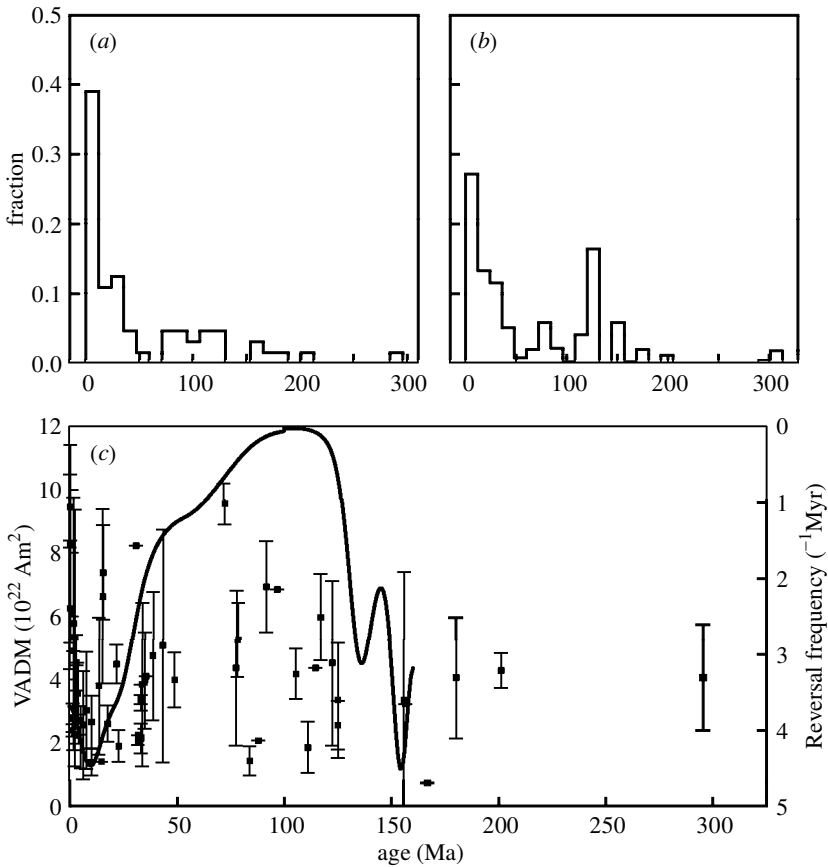 (a)
(b)
0.5
0.4
0.3
0.2
0.1
0.0
fraction
0 100 200 300
0 100 200 300
(c)
12
10
8
6
4
2
0
VADM (10²² Am²)
0
1
2
3
4
5
Reversal frequency (⁻¹Myr)
0 50 100 150 200 250 300
age (Ma)